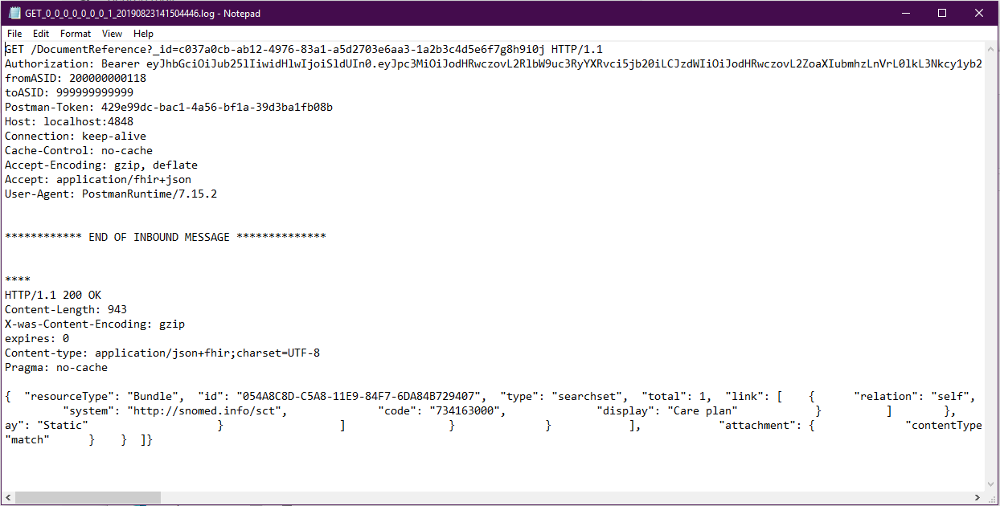 GET_0_0_0_0_0_0_0_1_20190823141504446.log - Notepad
File Edit Format View Help
GET /DocumentReference?_id=c037a0cb-ab12-4976-83a1-a5d2703e6aa3-1a2b3c4d5e6f7g8h9i0j HTTP/1.1
Authorization: Bearer eyJhbGciOiJub25lIiwidHlwIjoiSldUIn0.eyJpc3MiOiJodHRwczovL2RlbW9uc3RyYXRvci5jb20iLCJzdWIiOiJodHRwczovL2ZoaXIubmhzLnVrL0lkL3Nkcy1yb2
fromASID: 200000000118
toASID: 999999999999
Postman-Token: 429e99dc-bac1-4a56-bf1a-39d3ba1fb08b
Host: localhost:4848
Connection: keep-alive
Cache-Control: no-cache
Accept-Encoding: gzip, deflate
Accept: application/fhir+json
User-Agent: PostmanRuntime/7.15.2
************ END OF INBOUND MESSAGE **************
****
HTTP/1.1 200 OK
Content-Length: 943
X-was-Content-Encoding: gzip
expires: 0
Content-type: application/json+fhir;charset=UTF-8
Pragma: no-cache
{ "resourceType": "Bundle", "id": "054A8C8D-C5A8-11E9-84F7-6DA84B729407", "type": "searchset", "total": 1, "link": [ { "relation": "self",
"system": "http://snomed.info/sct", "code": "734163000", "display": "Care plan" } ] },
ay": "Static" } ] } } ], "attachment": { "contentType
"match" } } ]}